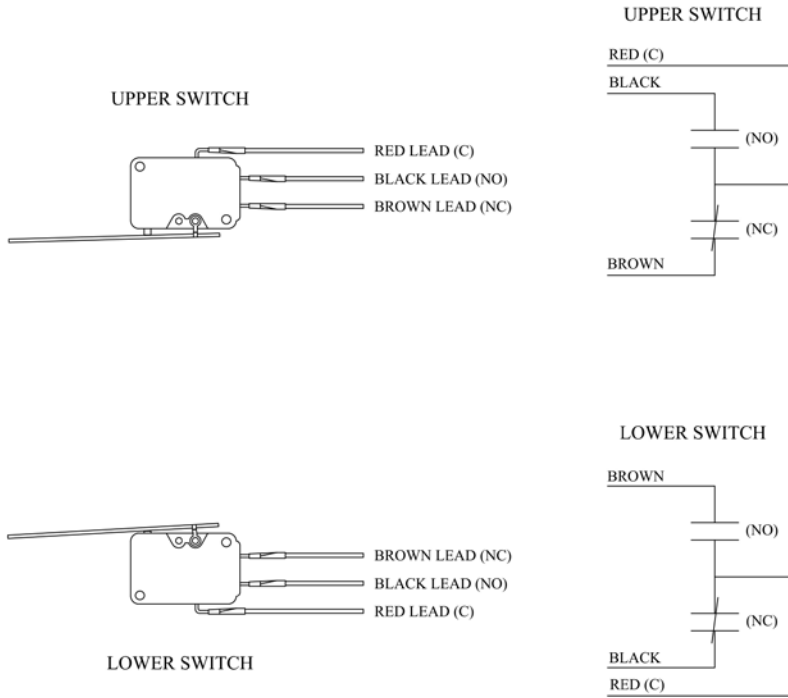 UPPER SWITCH
RED LEAD (C)
BLACK LEAD (NO)
BROWN LEAD (NC)
UPPER SWITCH
RED (C)
BLACK
(NO)
(NC)
BROWN
BROWN LEAD (NC)
BLACK LEAD (NO)
RED LEAD (C)
LOWER SWITCH
LOWER SWITCH
BROWN
(NO)
(NC)
BLACK
RED (C)